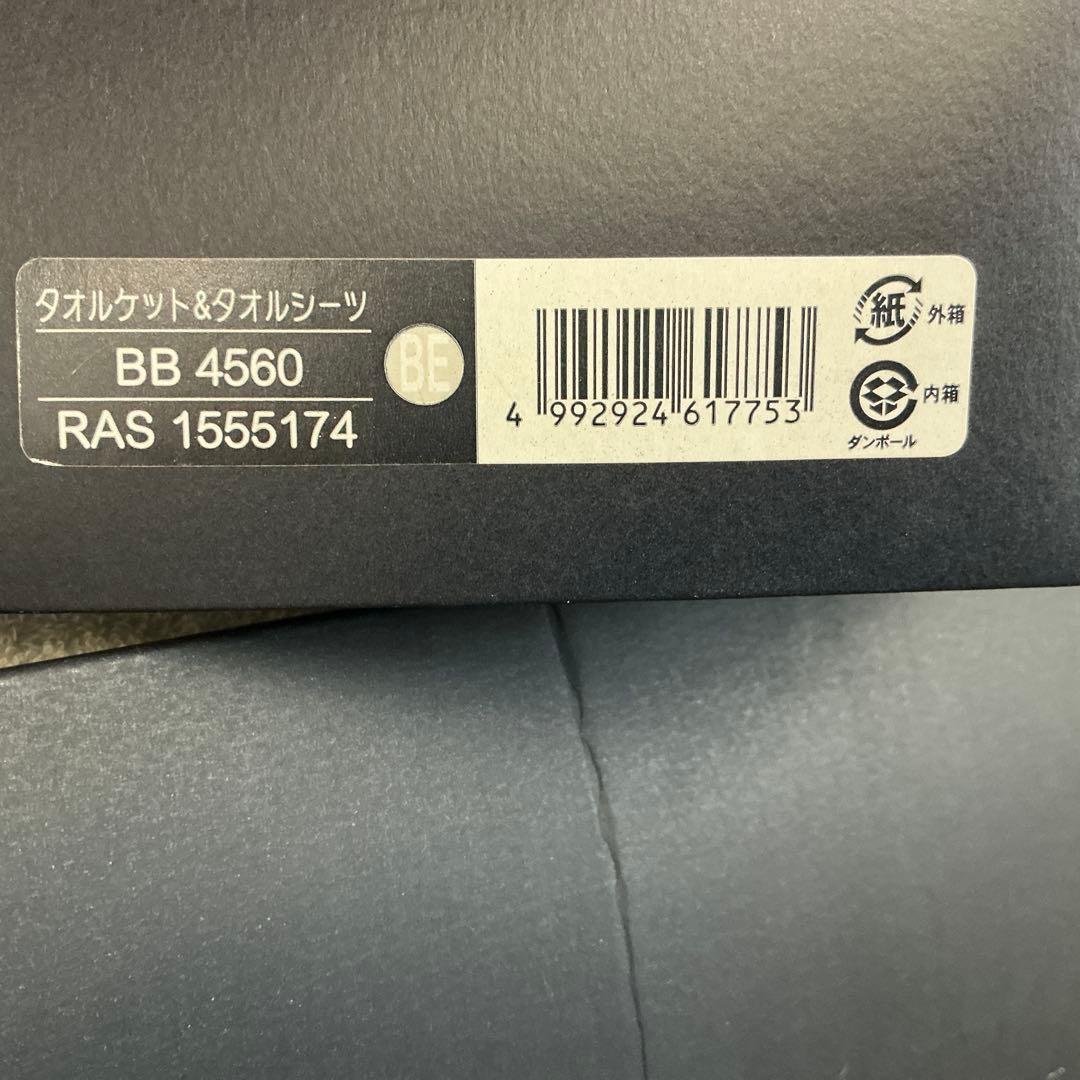 タオルケット&タオルシーツ
BB 4560
RAS 1555174
BE
4 992924 617753
紙 外箱
内箱
ダンボール